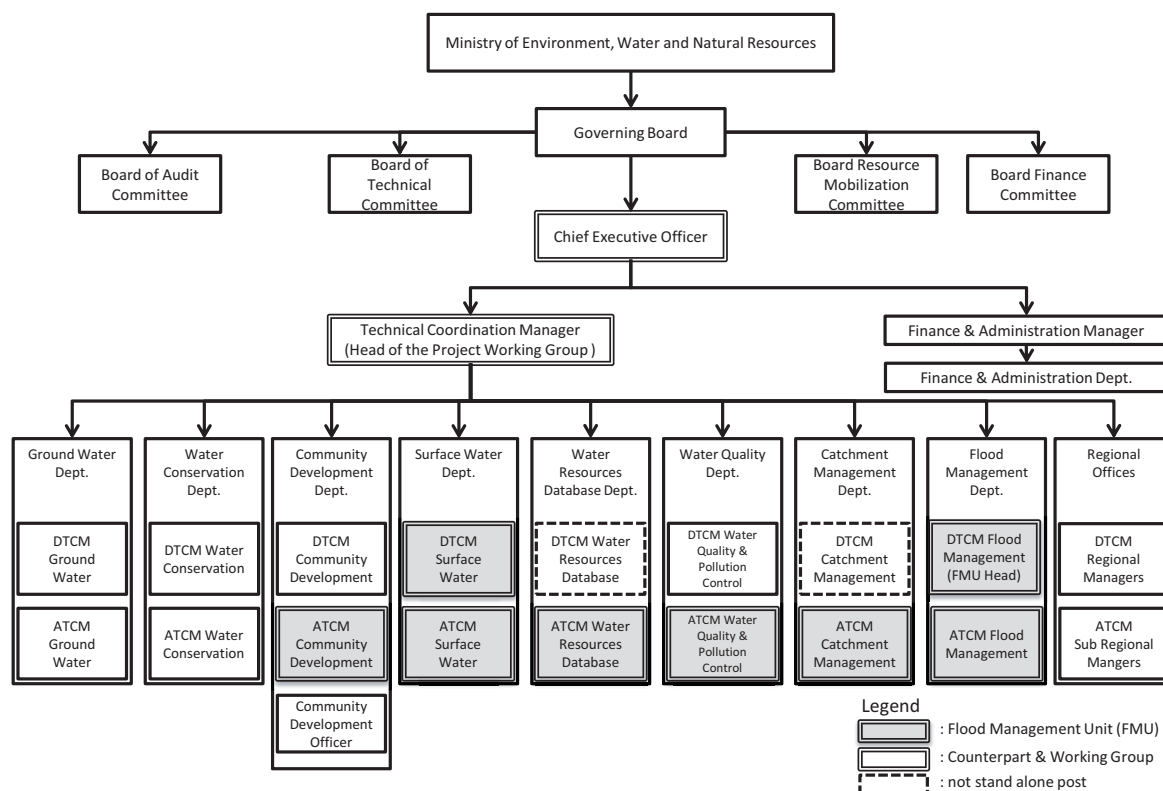 Ministry of Environment, Water and Natural Resources
Governing Board
Board of Audit
Committee
Board of
Technical
Committee
Board Resource
Mobilization
Committee
Board Finance
Committee
Chief Executive Officer
Technical Coordination Manager
(Head of the Project Working Group )
Finance & Administration Manager
Finance & Administration Dept.
Ground Water
Dept.
DTCM
Ground
Water
ATCM
Ground
Water
Water
Conservation
Dept.
DTCM Water
Conservation
ATCM Water
Conservation
Community
Development
Dept.
DTCM
Community
Development
ATCM
Community
Development
Community
Development
Officer
Surface Water
Dept.
DTCM
Surface
Water
ATCM
Surface
Water
Water
Resources
Database Dept.
DTCM Water
Resources
Database
ATCM Water
Resources
Database
Water Quality
Dept.
DTCM Water
Quality &
Pollution
Control
ATCM Water
Quality &
Pollution
Control
Catchment
Management
Dept.
DTCM
Catchment
Management
ATCM
Catchment
Management
Flood
Management
Dept.
DTCM Flood
Management
(FMU Head)
ATCM Flood
Management
Regional
Offices
DTCM
Regional
Managers
ATCM
Sub Regional
Mangers
Legend
: Flood Management Unit (FMU)
: Counterpart & Working Group
: not stand alone post